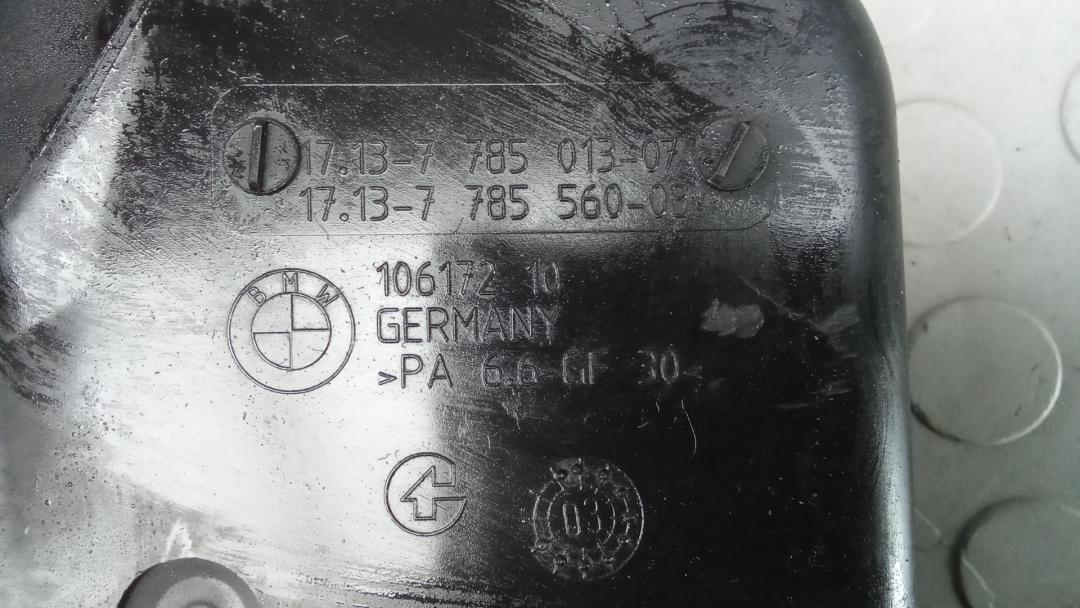 17.13-7 785 013-07
17.13-7 785 560-03
BMW
106172 10
GERMANY
>PA 6.6 GF 30<
03